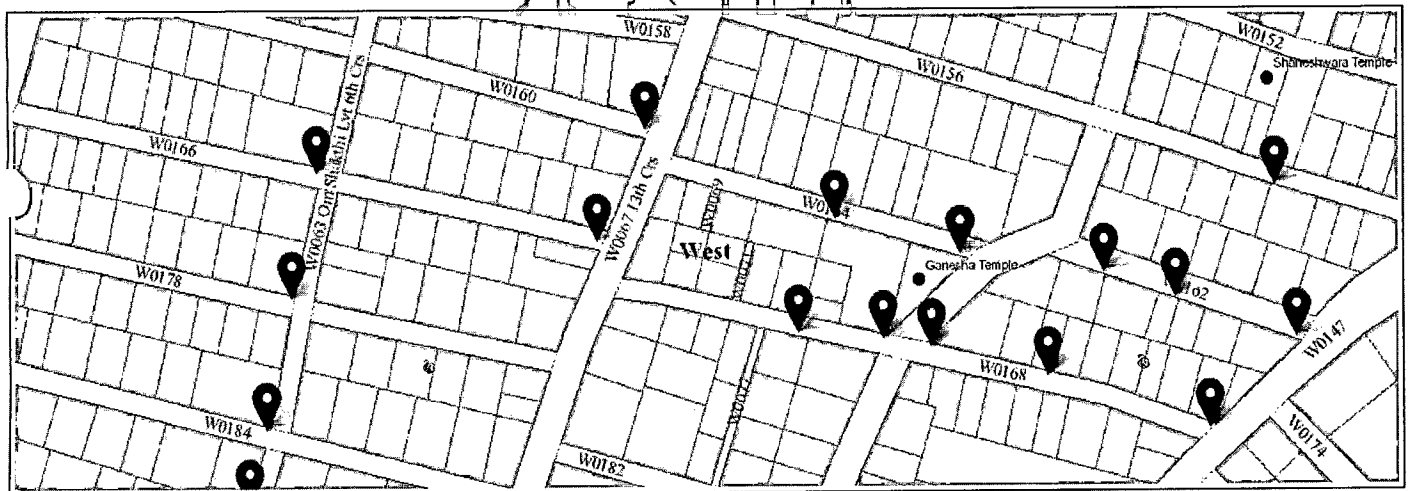 W0158
W0152
Shaneshwara Temple
W0156
W0160
W0166
W0063 Om Shakthi Lyt 6th Crs
W0067 13th Crs
West
Ganesha Temple
W0178
162
W0147
W0168
W0184
W0174
W0182